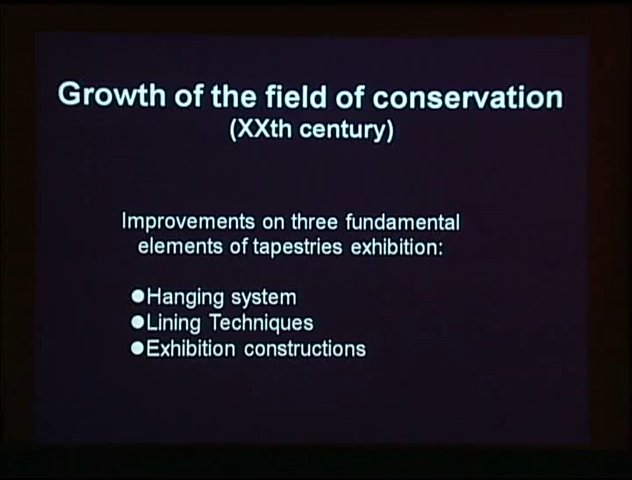 Growth of the field of conservation
(XXth century)
Improvements on three fundamental
elements of tapestries exhibition:
●Hanging system
●Lining Techniques
●Exhibition constructions